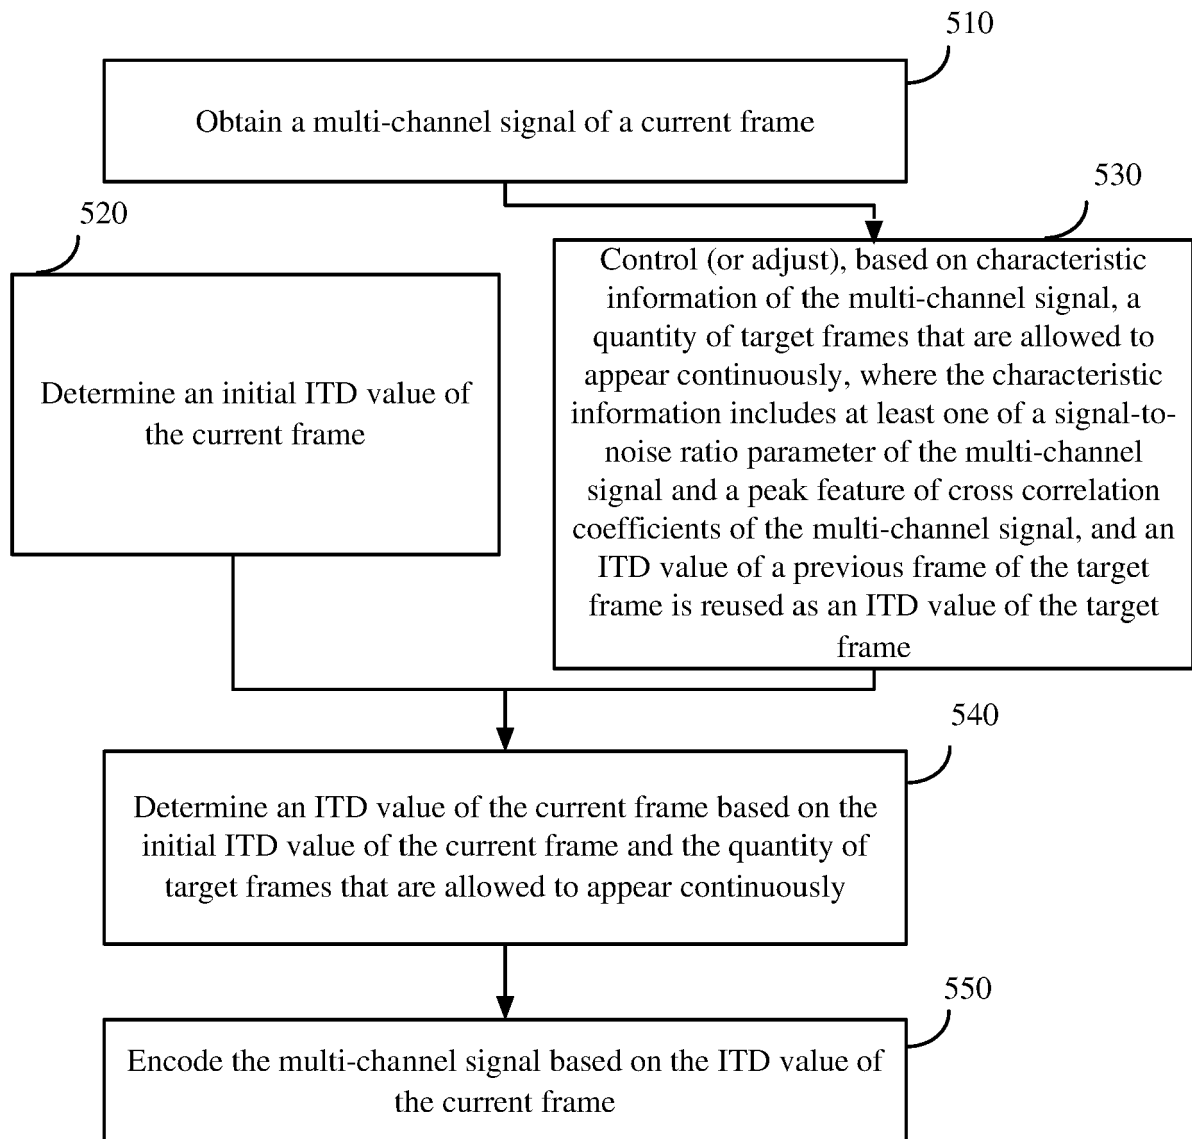 510
Obtain a multi-channel signal of a current frame
520
Determine an initial ITD value of
the current frame
530
Control (or adjust), based on characteristic
information of the multi-channel signal, a
quantity of target frames that are allowed to
appear continuously, where the characteristic
information includes at least one of a signal-to-
noise ratio parameter of the multi-channel
signal and a peak feature of cross correlation
coefficients of the multi-channel signal, and an
ITD value of a previous frame of the target
frame is reused as an ITD value of the target
frame
540
Determine an ITD value of the current frame based on the
initial ITD value of the current frame and the quantity of
target frames that are allowed to appear continuously
550
Encode the multi-channel signal based on the ITD value of
the current frame